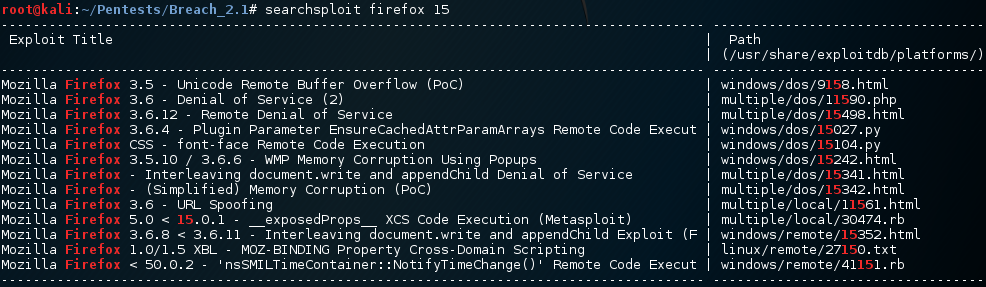 root@kali:~/Pentests/Breach_2.1# searchsploit firefox 15
Exploit Title | Path
| (/usr/share/exploitdb/platforms/)
Mozilla Firefox 3.5 - Unicode Remote Buffer Overflow (PoC) | windows/dos/9158.html
Mozilla Firefox 3.6 - Denial of Service (2) | multiple/dos/11590.php
Mozilla Firefox 3.6.12 - Remote Denial of Service | multiple/dos/15498.html
Mozilla Firefox 3.6.4 - Plugin Parameter EnsureCachedAttrParamArrays Remote Code Execut | windows/dos/15027.py
Mozilla Firefox CSS - font-face Remote Code Execution | windows/dos/15104.py
Mozilla Firefox 3.5.10 / 3.6.6 - WMP Memory Corruption Using Popups | windows/dos/15242.html
Mozilla Firefox - Interleaving document.write and appendChild Denial of Service | multiple/dos/15341.html
Mozilla Firefox - (Simplified) Memory Corruption (PoC) | multiple/dos/15342.html
Mozilla Firefox 3.6 - URL Spoofing | multiple/local/11561.html
Mozilla Firefox 5.0 < 15.0.1 - __exposedProps__ XCS Code Execution (Metasploit) | multiple/local/30474.rb
Mozilla Firefox 3.6.8 < 3.6.11 - Interleaving document.write and appendChild Exploit (F | windows/remote/15352.html
Mozilla Firefox 1.0/1.5 XBL - MOZ-BINDING Property Cross-Domain Scripting | linux/remote/27150.txt
Mozilla Firefox < 50.0.2 - 'nsSMILTimeContainer::NotifyTimeChange()' Remote Code Execut | windows/remote/41151.rb